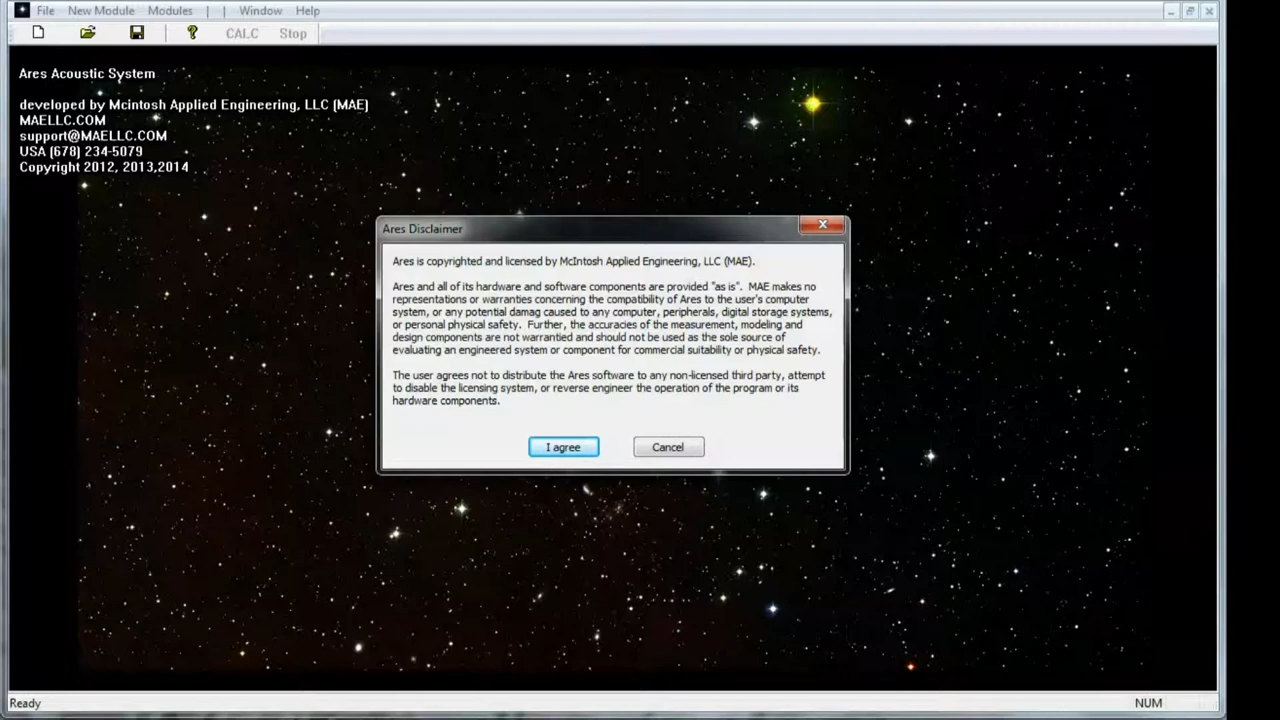 File New Module Modules | | Window Help
CALC Stop
Ares Acoustic System
developed by Mcintosh Applied Engineering, LLC (MAE)
MAELLC.COM
support@MAELLC.COM
USA (678) 234-5079
Copyright 2012, 2013,2014
Ares Disclaimer
Ares is copyrighted and licensed by McIntosh Applied Engineering, LLC (MAE).
Ares and all of its hardware and software components are provided "as is". MAE makes no
representations or warranties concerning the compatibility of Ares to the user's computer
system, or any potential damag caused to any computer, peripherals, digital storage systems,
or personal physical safety. Further, the accuracies of the measurement, modeling and
design components are not warrantied and should not be used as the sole source of
evaluating an engineered system or component for commercial suitability or physical safety.
The user agrees not to distribute the Ares software to any non-licensed third party, attempt
to disable the licensing system, or reverse engineer the operation of the program or its
hardware components.
I agree Cancel
Ready NUM